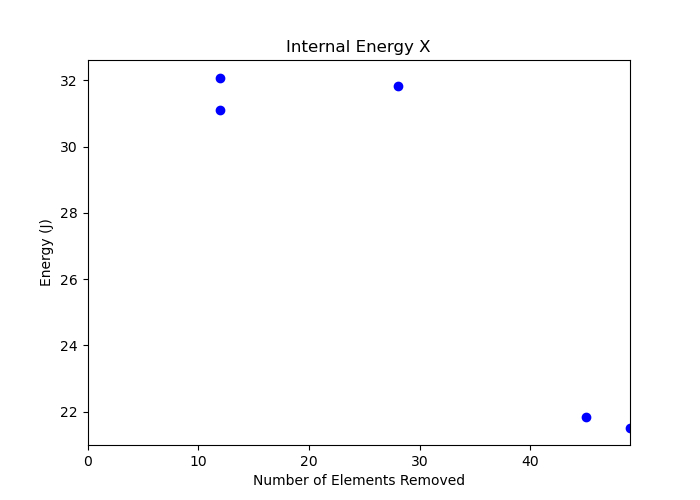 Internal Energy X
32
30
28
26
24
22
Energy (J)
0 10 20 30 40
Number of Elements Removed